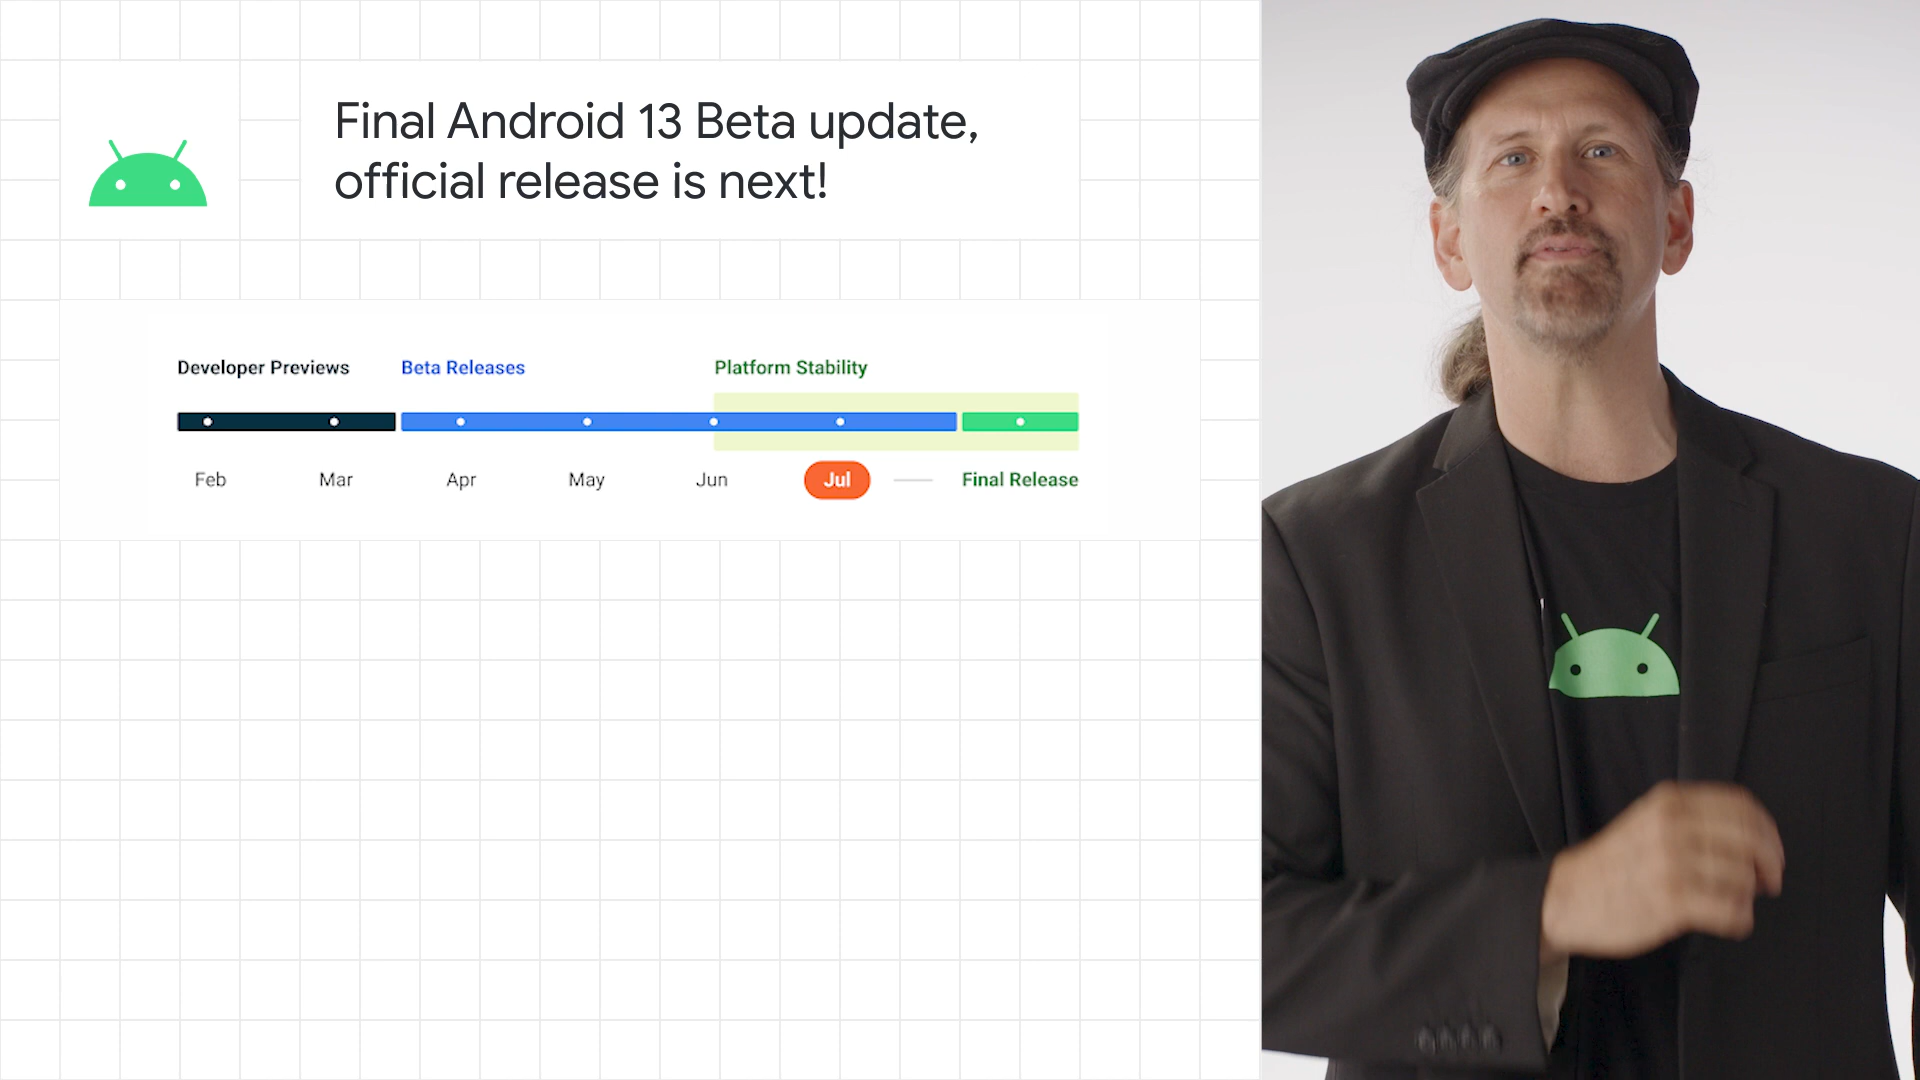 Final Android 13 Beta update,
official release is next!
Developer Previews Beta Releases Platform Stability
Feb Mar Apr May Jun Jul Final Release